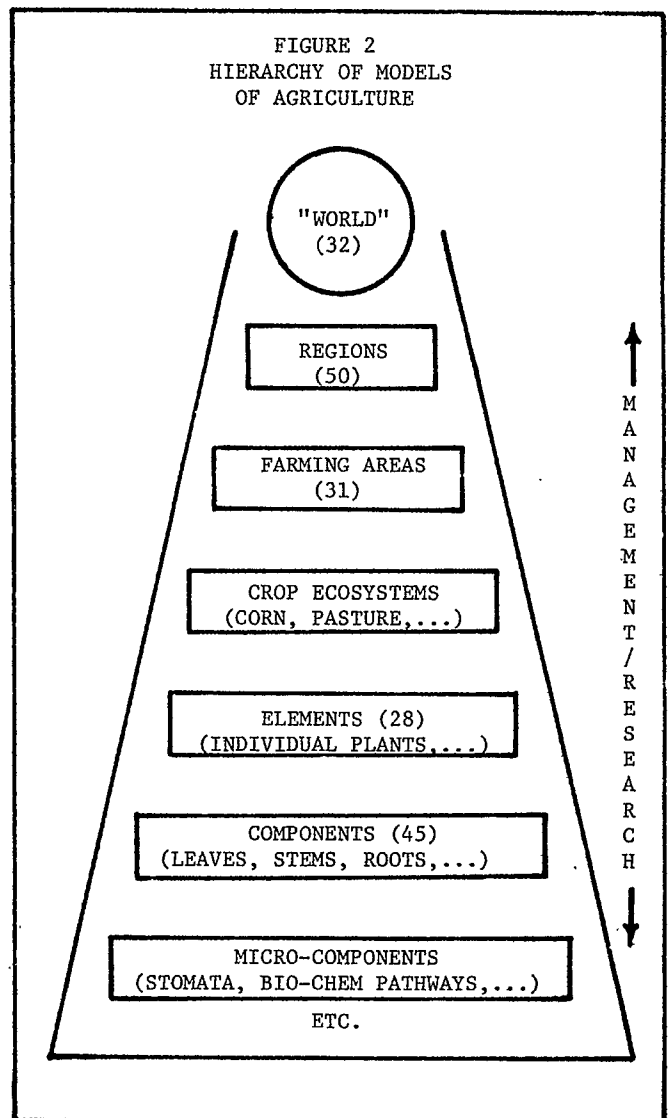 FIGURE 2
HIERARCHY OF MODELS
OF AGRICULTURE
"WORLD"
(32)
REGIONS
(50)
FARMING AREAS
(31)
CROP ECOSYSTEMS
(CORN, PASTURE,...)
ELEMENTS (28)
(INDIVIDUAL PLANTS,...)
COMPONENTS (45)
(LEAVES, STEMS, ROOTS,...)
MICRO-COMPONENTS
(STOMATA, BIO-CHEM PATHWAYS,...)
ETC.
MANAGEMENT/RESEARCH